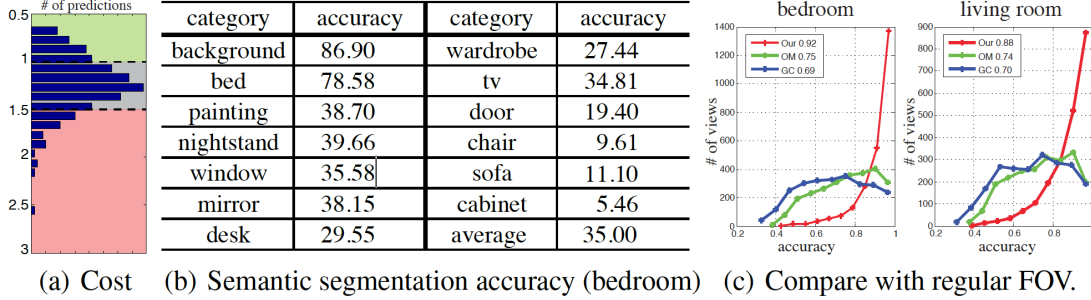 # of predictions
1
1.5
2
2.5
3
(a) Cost
category accuracy category accuracy
background 86.90 wardrobe 27.44
bed 78.58 tv 34.81
painting 38.70 door 19.40
nightstand 39.66 chair 9.61
window 35.58 sofa 11.10
mirror 38.15 cabinet 5.46
desk 29.55 average 35.00
(b) Semantic segmentation accuracy (bedroom)
bedroom
Our 0.92
OM 0.75
GC 0.69
# of views
1400
1200
1000
800
600
400
200
0
0.2 0.4 0.6 0.8 1
accuracy
living room
Our 0.88
OM 0.74
GC 0.70
# of views
900
800
700
600
500
400
300
200
100
0
0.2 0.4 0.6 0.8 1
accuracy
(c) Compare with regular FOV.